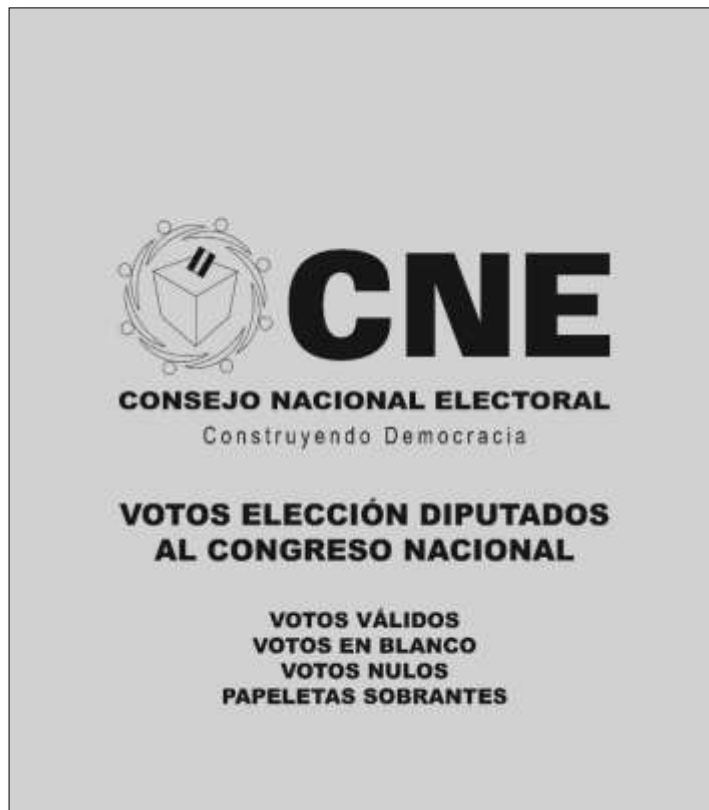 CNE
CONSEJO NACIONAL ELECTORAL
Construyendo Democracia
VOTOS ELECCIÓN DIPUTADOS
AL CONGRESO NACIONAL
VOTOS VÁLIDOS
VOTOS EN BLANCO
VOTOS NULOS
PAPELETAS SOBRANTES